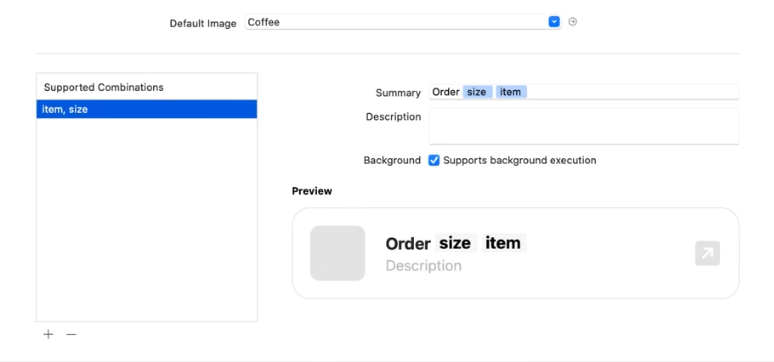 Default Image Coffee
Supported Combinations
item, size
Summary Order size item
Description
Background Supports background execution
Preview
Order size item
Description